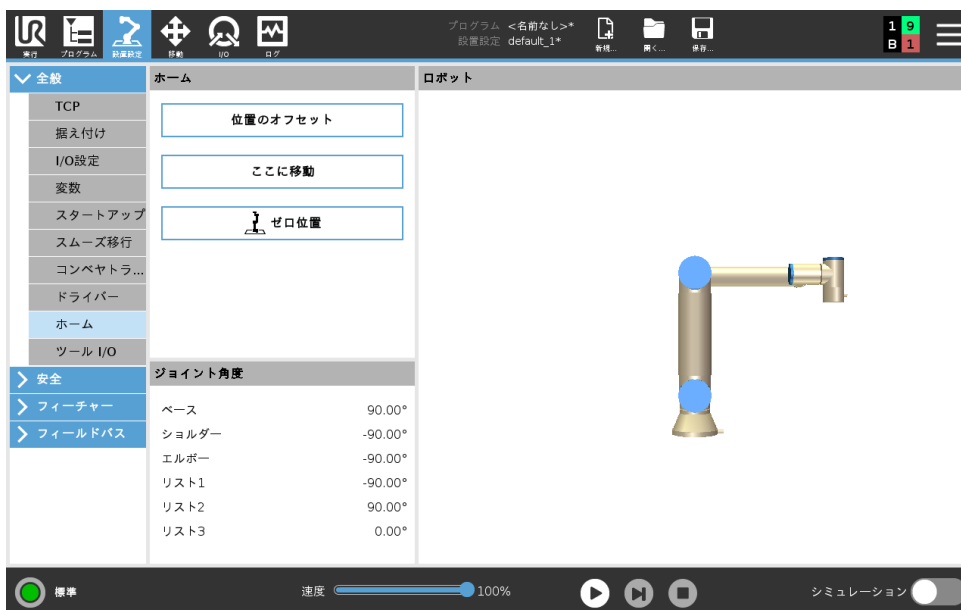 UR
実行
プログラム
設置設定
移動
I/O
ログ
プログラム <名前なし>*
設置設定 default_1*
新規...
開く...
保存...
1 9
B 1
全般
TCP
据え付け
I/O設定
変数
スタートアップ
スムーズ移行
コンベヤトラ...
ドライバー
ホーム
ツール I/O
安全
フィーチャー
フィールドバス
ホーム
位置のオフセット
ここに移動
ゼロ位置
ジョイント角度
ベース 90.00°
ショルダー -90.00°
エルボー -90.00°
リスト1 -90.00°
リスト2 90.00°
リスト3 0.00°
ロボット
標準
速度 100%
シミュレーション